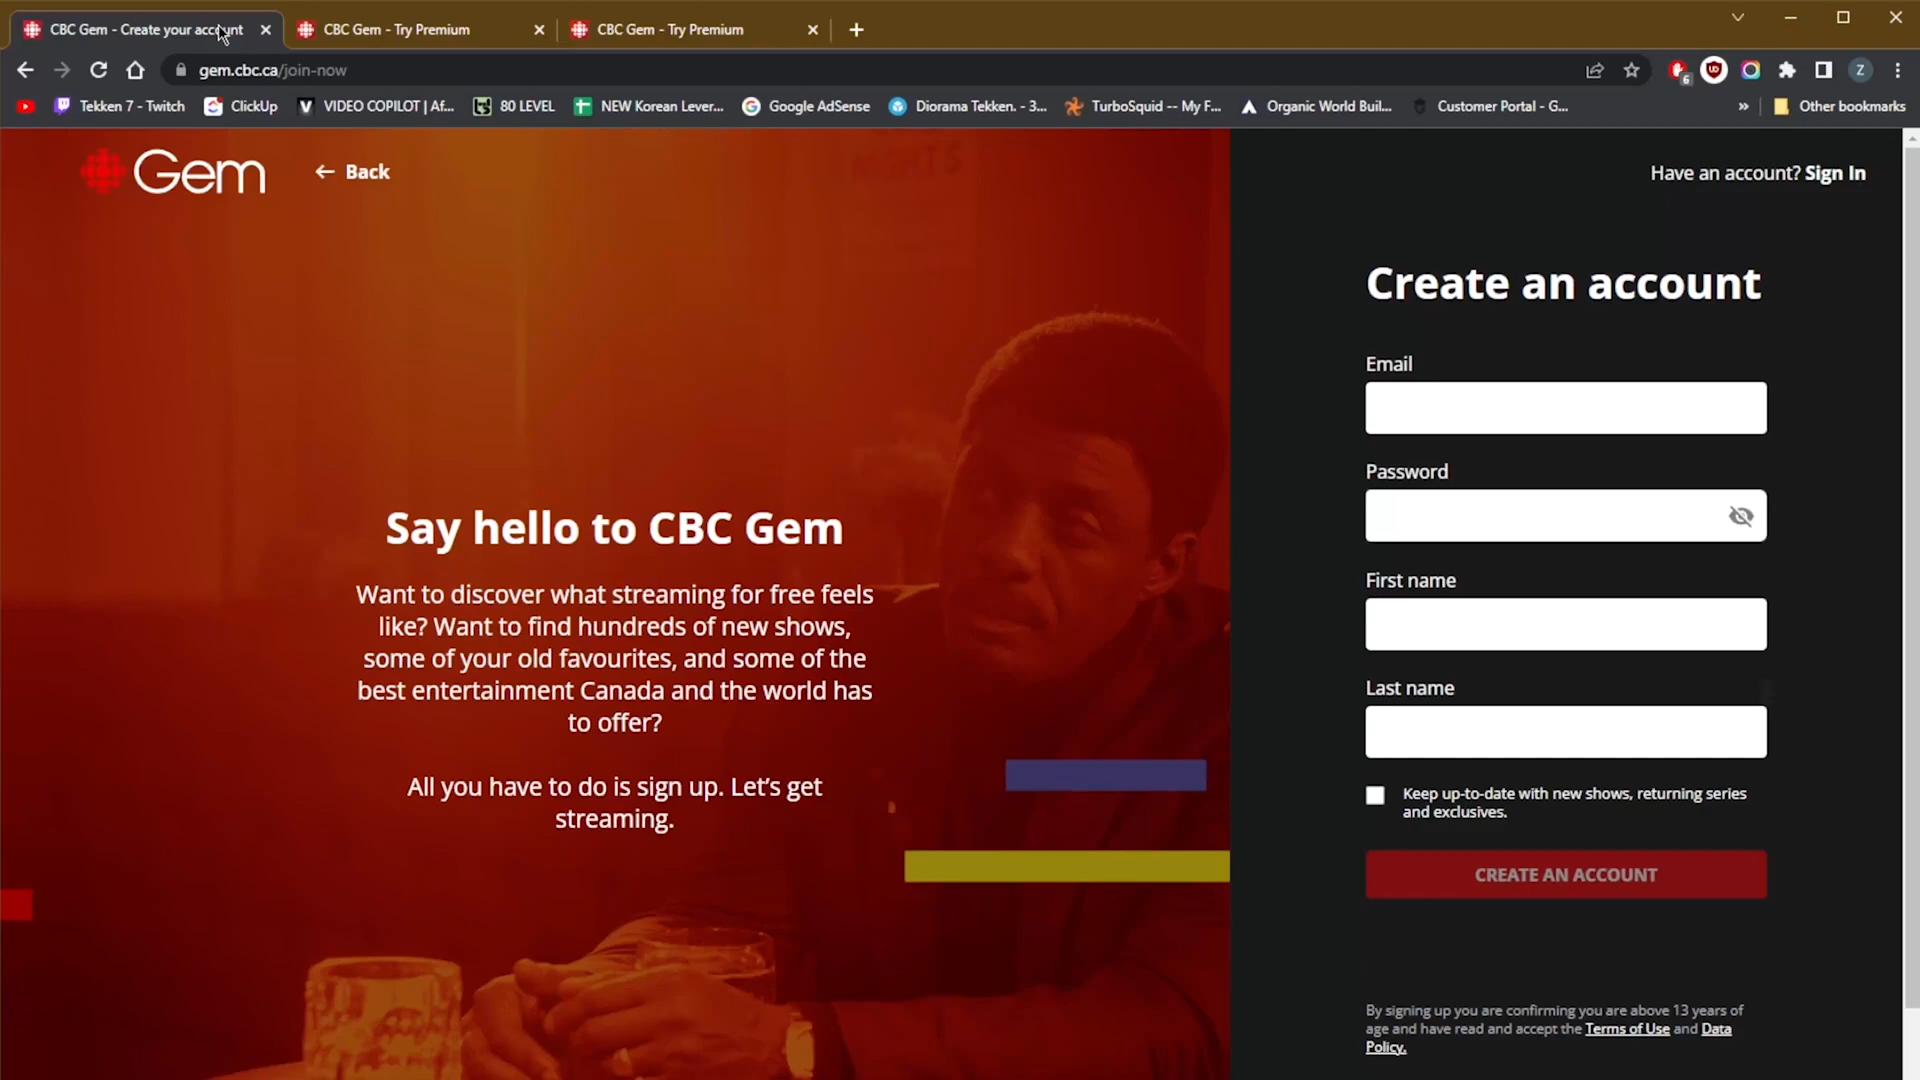 CBC Gem - Create your account
CBC Gem - Try Premium
CBC Gem - Try Premium
gem.cbc.ca/join-now
6
Z
Tekken 7 - Twitch
ClickUp
VIDEO COPILOT | Af...
80 LEVEL
NEW Korean Lever...
Google AdSense
Diorama Tekken. - 3...
TurboSquid -- My F...
Organic World Buil...
Customer Portal - G...
»
Other bookmarks
Gem
← Back
Have an account? Sign In
Say hello to CBC Gem
Want to discover what streaming for free feels
like? Want to find hundreds of new shows,
some of your old favourites, and some of the
best entertainment Canada and the world has
to offer?
All you have to do is sign up. Let's get
streaming.
Create an account
Email
Password
First name
Last name
Keep up-to-date with new shows, returning series
and exclusives.
CREATE AN ACCOUNT
By signing up you are confirming you are above 13 years of
age and have read and accept the Terms of Use and Data
Policy.